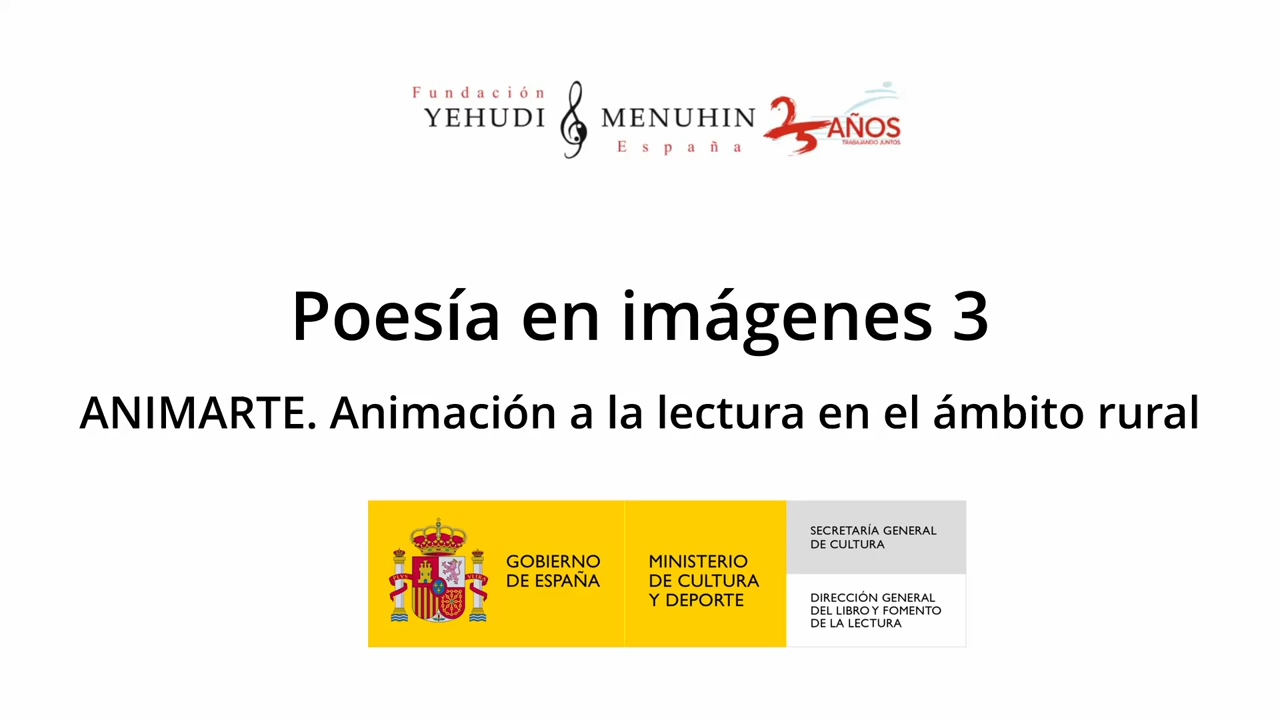 Fundación
YEHUDI MENUHIN
España
25 AÑOS
TRABAJANDO JUNTOS
Poesía en imágenes 3
ANIMARTE. Animación a la lectura en el ámbito rural
GOBIERNO
DE ESPAÑA
MINISTERIO
DE CULTURA
Y DEPORTE
SECRETARÍA GENERAL
DE CULTURA
DIRECCIÓN GENERAL
DEL LIBRO Y FOMENTO
DE LA LECTURA